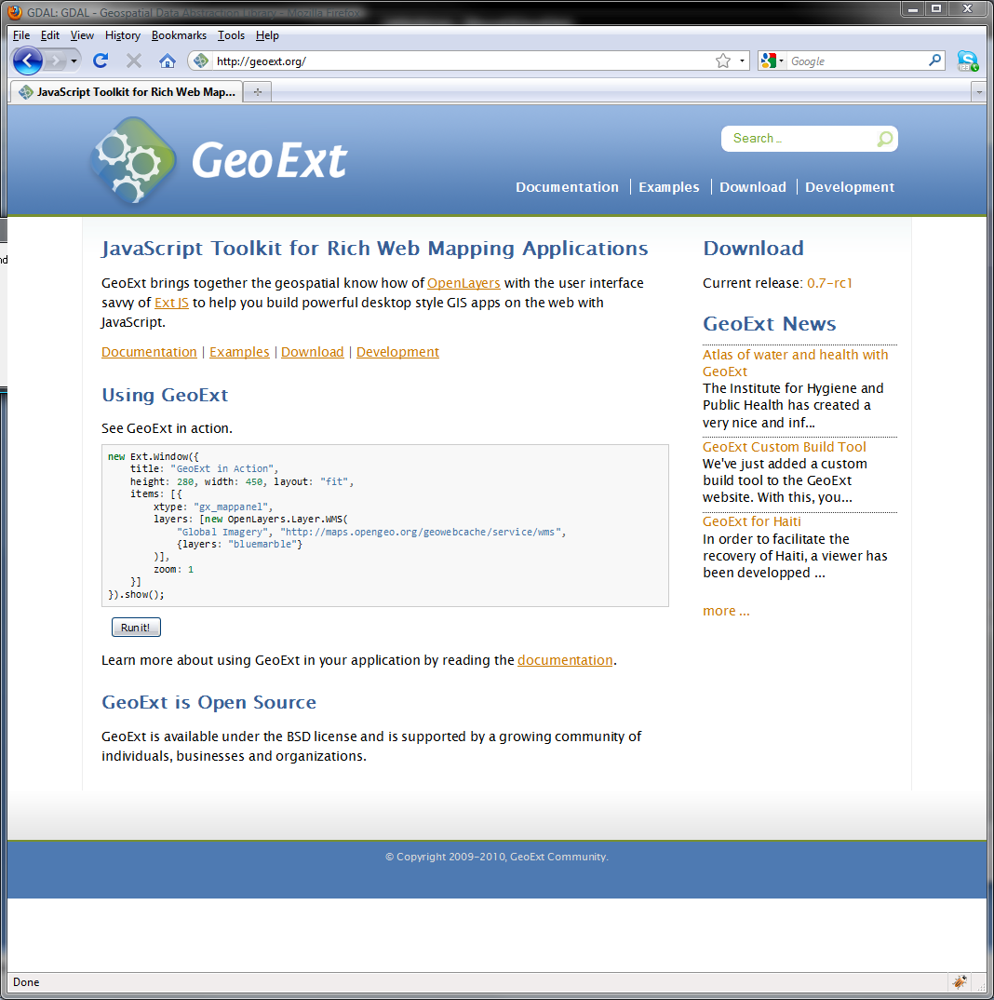 GDAL: GDAL - Geospatial Data Abstraction Library - Mozilla Firefox
File Edit View History Bookmarks Tools Help
http://geoext.org/
Google
JavaScript Toolkit for Rich Web Map...
GeoExt
Search _
Documentation | Examples | Download | Development
nd
JavaScript Toolkit for Rich Web Mapping Applications
GeoExt brings together the geospatial know how of OpenLayers with the user interface
savvy of Ext JS to help you build powerful desktop style GIS apps on the web with
JavaScript.
Documentation | Examples | Download | Development
Using GeoExt
See GeoExt in action.
new Ext.Window({
    title: "GeoExt in Action",
    height: 280, width: 450, layout: "fit",
    items: [{
        xtype: "gx_mappanel",
        layers: [new OpenLayers.Layer.WMS(
            "Global Imagery", "http://maps.opengeo.org/geowebcache/service/wms",
            {layers: "bluemarble"}
        )],
        zoom: 1
    }]
}).show();
Run it!
Learn more about using GeoExt in your application by reading the documentation.
GeoExt is Open Source
GeoExt is available under the BSD license and is supported by a growing community of
individuals, businesses and organizations.
Download
Current release: 0.7-rc1
GeoExt News
Atlas of water and health with
GeoExt
The Institute for Hygiene and
Public Health has created a
very nice and inf...
GeoExt Custom Build Tool
We've just added a custom
build tool to the GeoExt
website. With this, you...
GeoExt for Haiti
In order to facilitate the
recovery of Haiti, a viewer has
been developped ...
more ...
© Copyright 2009-2010, GeoExt Community.
Done